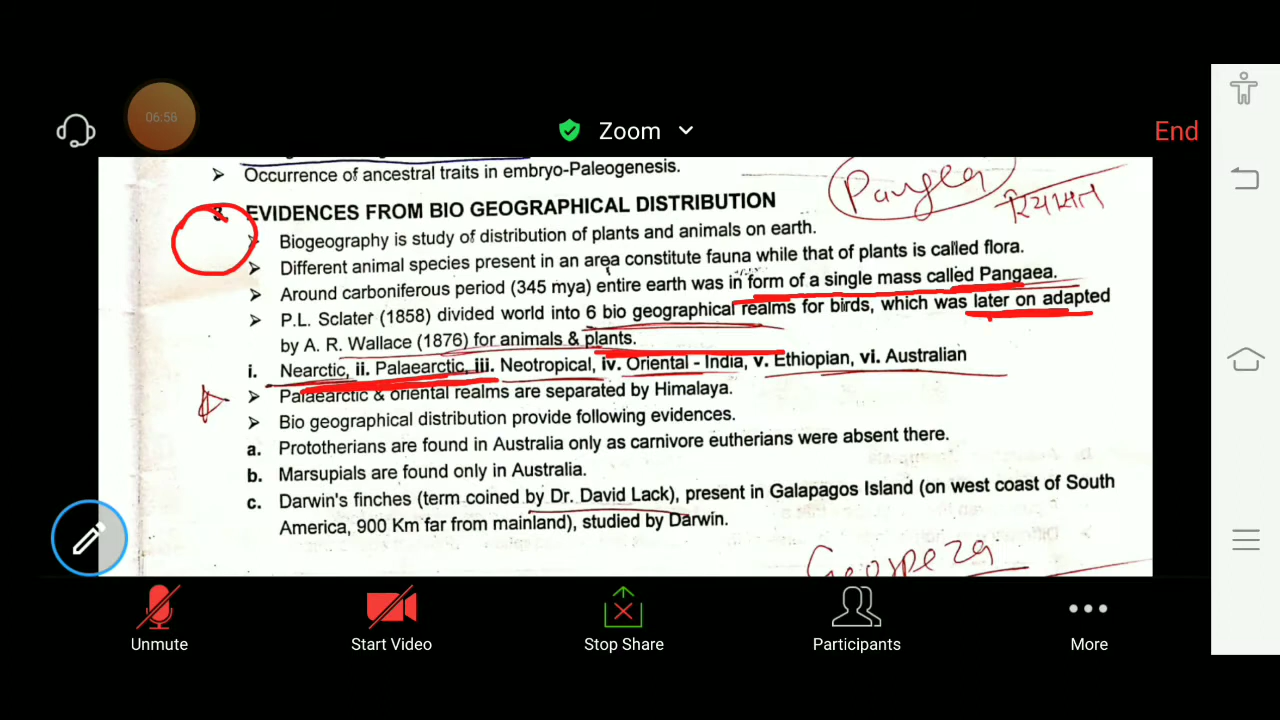 06:58
Zoom
End
➤ Occurrence of ancestral traits in embryo-Paleogenesis.
Pangea
3. EVIDENCES FROM BIO GEOGRAPHICAL DISTRIBUTION
➤ Biogeography is study of distribution of plants and animals on earth.
➤ Different animal species present in an area constitute fauna while that of plants is called flora.
➤ Around carboniferous period (345 mya) entire earth was in form of a single mass called Pangaea.
➤ P.L. Sclater (1858) divided world into 6 bio geographical realms for birds, which was later on adapted
by A. R. Wallace (1876) for animals & plants.
i. Nearctic, ii. Palaearctic, iii. Neotropical, iv. Oriental - India, v. Ethiopian, vi. Australian
➤ Palaearctic & oriental realms are separated by Himalaya.
➤ Bio geographical distribution provide following evidences.
a. Prototherians are found in Australia only as carnivore eutherians were absent there.
b. Marsupials are found only in Australia.
c. Darwin's finches (term coined by Dr. David Lack), present in Galapagos Island (on west coast of South
America, 900 Km far from mainland), studied by Darwin.
Geospeza
Unmute
Start Video
Stop Share
Participants
More